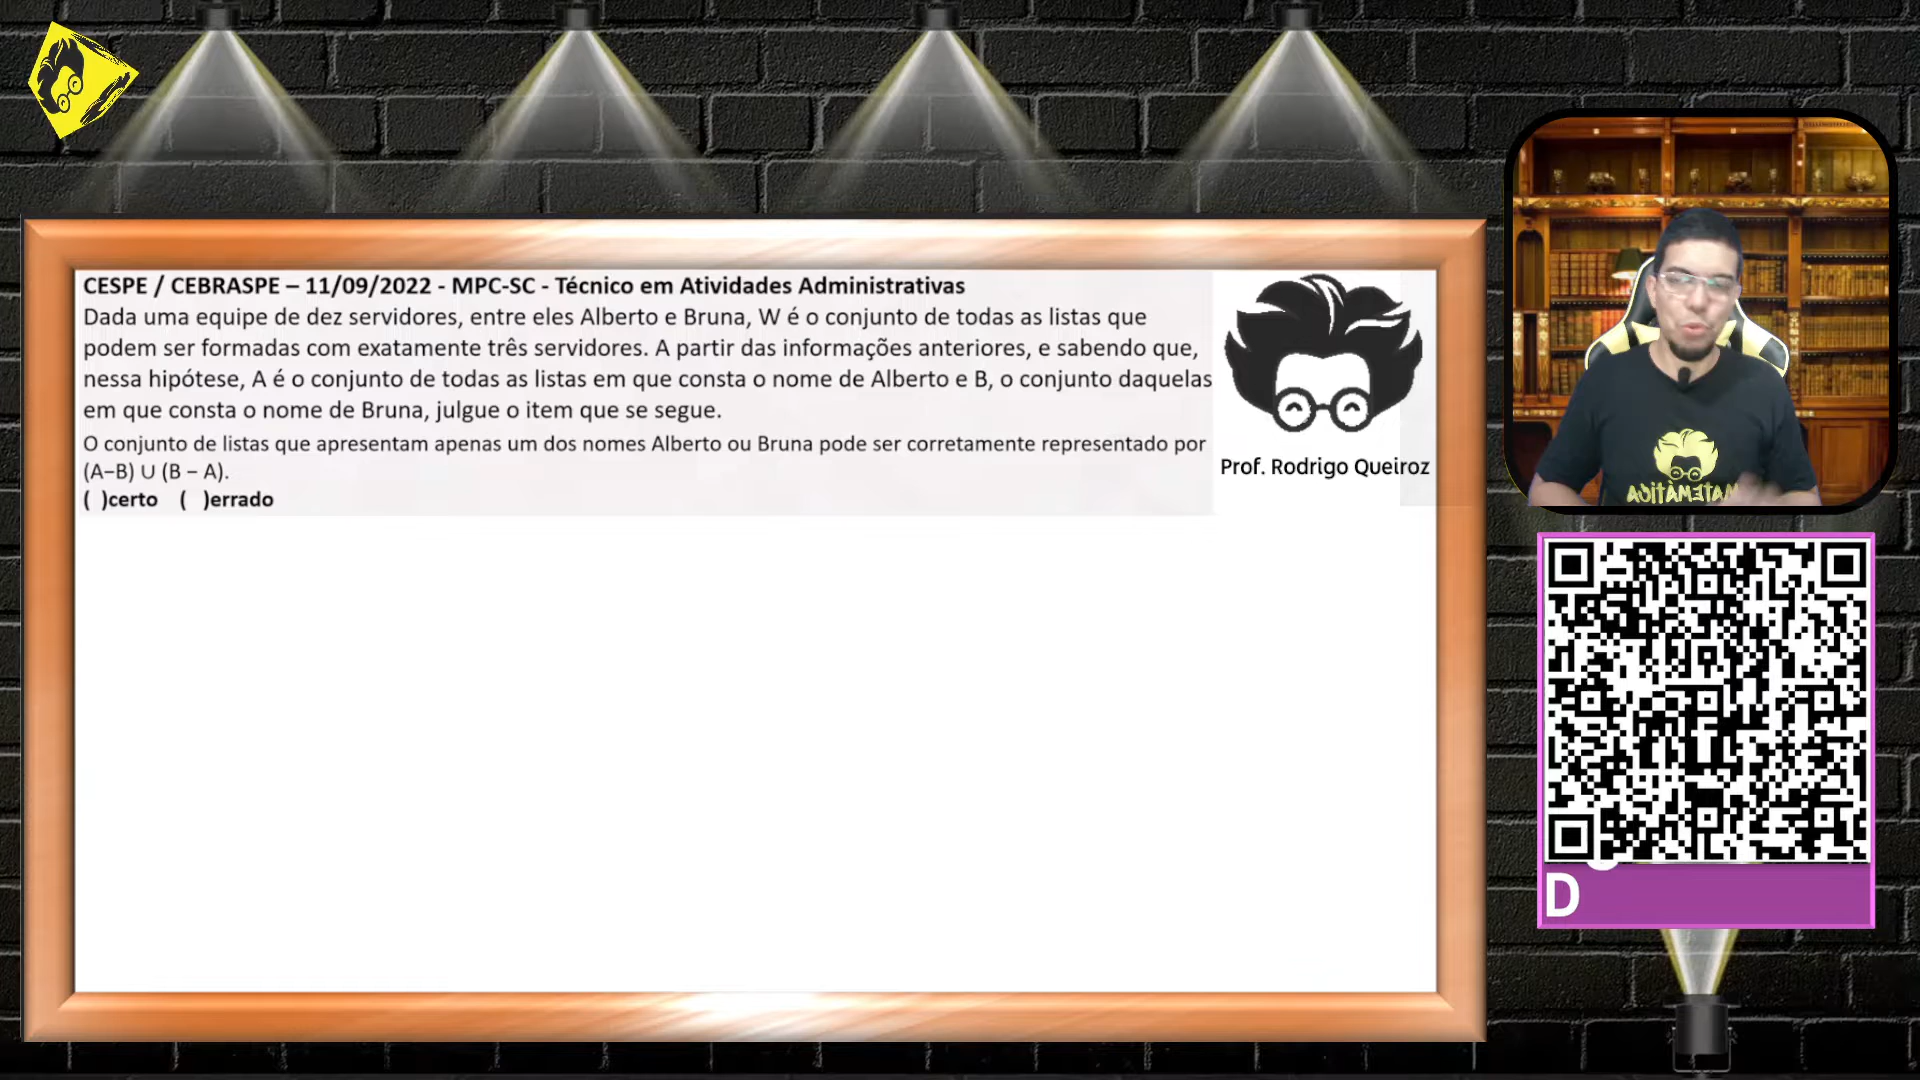 CESPE / CEBRASPE – 11/09/2022 - MPC-SC - Técnico em Atividades Administrativas
Dada uma equipe de dez servidores, entre eles Alberto e Bruna, W é o conjunto de todas as listas que
podem ser formadas com exatamente três servidores. A partir das informações anteriores, e sabendo que,
nessa hipótese, A é o conjunto de todas as listas em que consta o nome de Alberto e B, o conjunto daquelas
em que consta o nome de Bruna, julgue o item que se segue.
O conjunto de listas que apresentam apenas um dos nomes Alberto ou Bruna pode ser corretamente representado por
(A−B) ∪ (B − A).
( )certo ( )errado
Prof. Rodrigo Queiroz
MATEMÁTICA
D